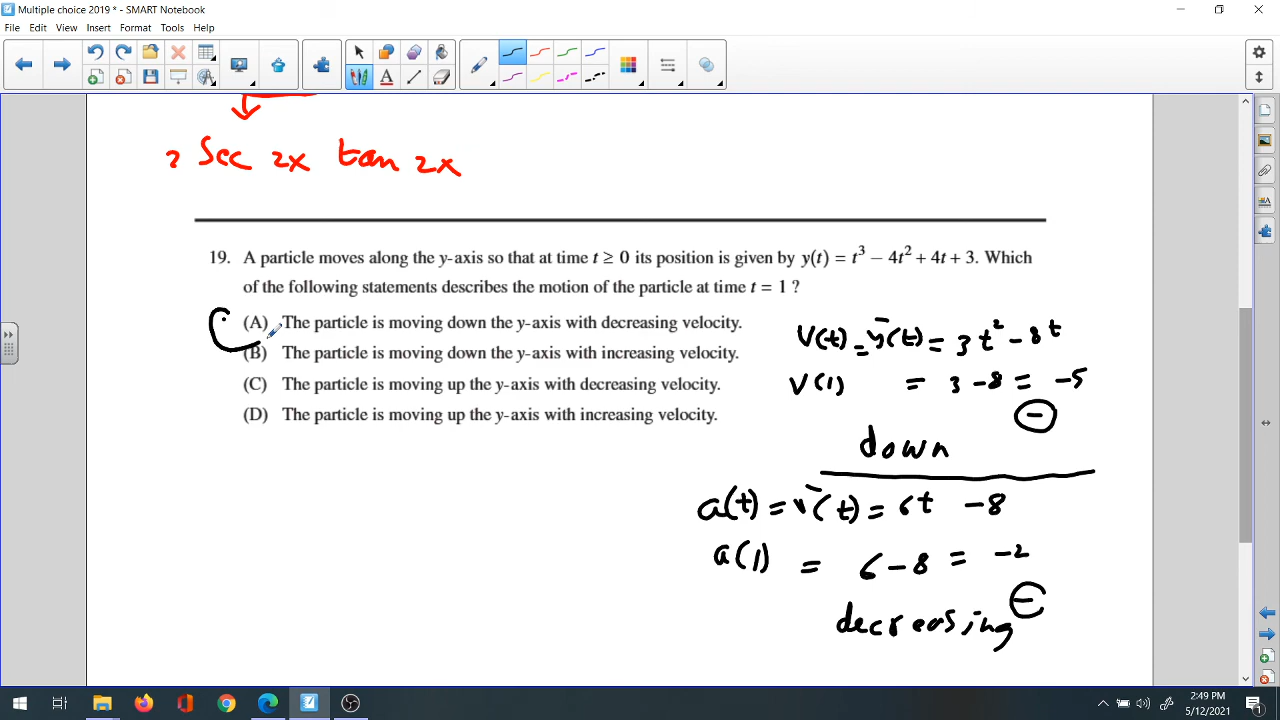 Multiple choice 2019 * - SMART Notebook
File Edit View Insert Format Tools Help
2 Sec 2x tan 2x
19. A particle moves along the y-axis so that at time t ≥ 0 its position is given by y(t) = t³ − 4t² + 4t + 3. Which
of the following statements describes the motion of the particle at time t = 1 ?
(A) The particle is moving down the y-axis with decreasing velocity.
(B) The particle is moving down the y-axis with increasing velocity.
(C) The particle is moving up the y-axis with decreasing velocity.
(D) The particle is moving up the y-axis with increasing velocity.
V(t) = y'(t) = 3t² - 8t
V(1) = 3 - 8 = -5
-
down
a(t) = v'(t) = 6t - 8
a(1) = 6 - 8 = -2
-
decreasing
2:49 PM
5/12/2021